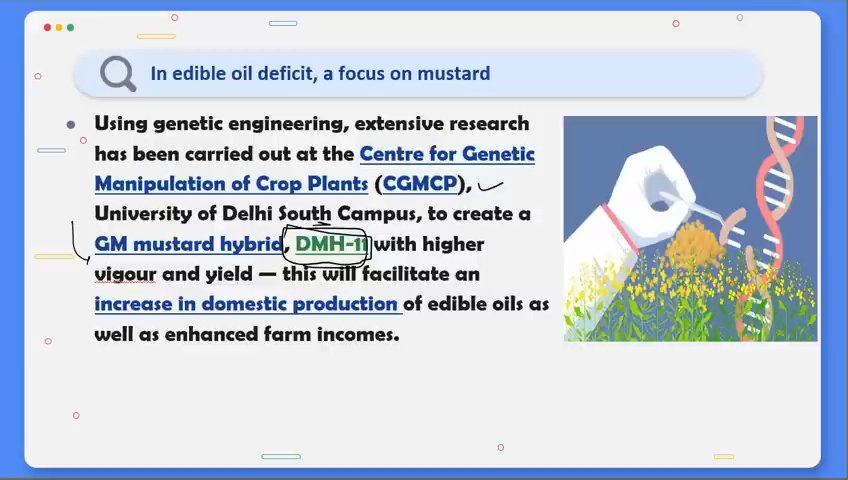 In edible oil deficit, a focus on mustard
Using genetic engineering, extensive research
has been carried out at the Centre for Genetic
Manipulation of Crop Plants (CGMCP),
University of Delhi South Campus, to create a
GM mustard hybrid, DMH-11 with higher
vigour and yield — this will facilitate an
increase in domestic production of edible oils as
well as enhanced farm incomes.